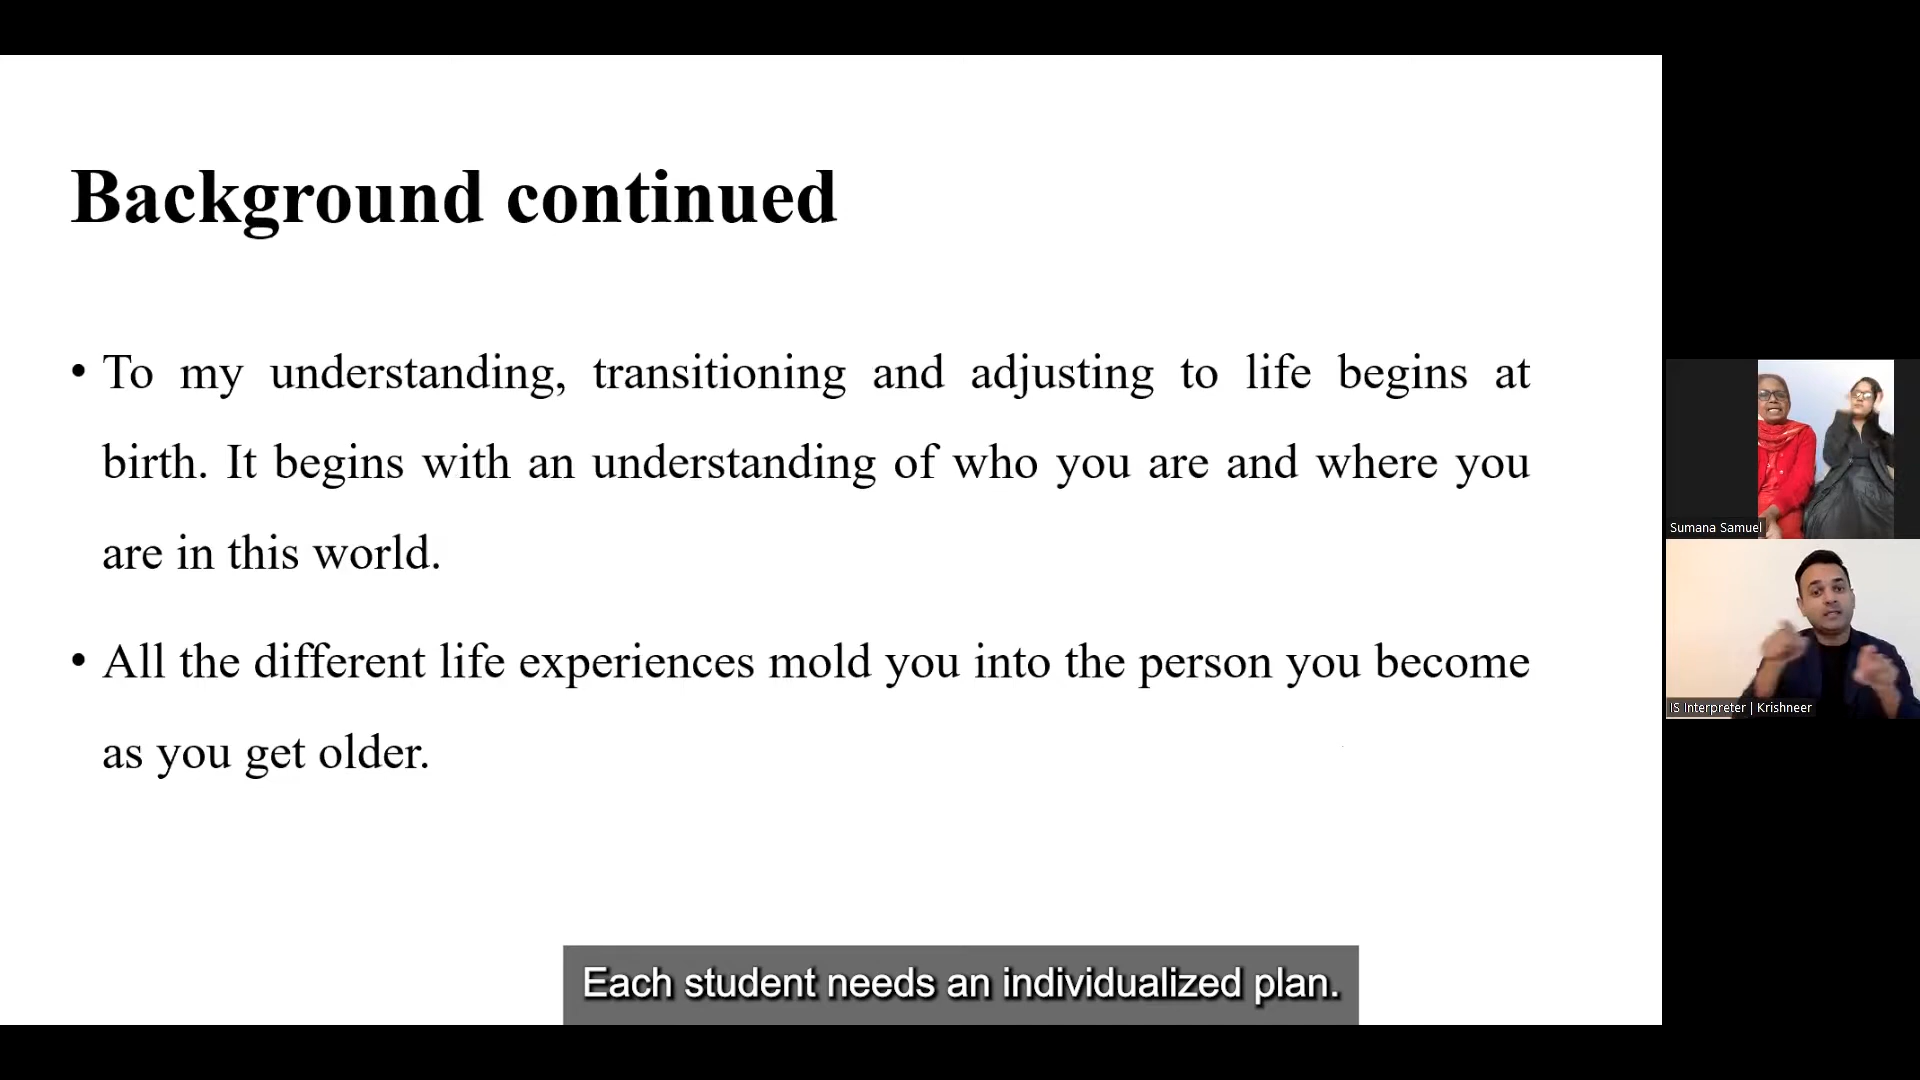 Background continued
• To my understanding, transitioning and adjusting to life begins at
birth. It begins with an understanding of who you are and where you
are in this world.
• All the different life experiences mold you into the person you become
as you get older.
Sumana Samuel
IS Interpreter | Krishneer
Each student needs an individualized plan.